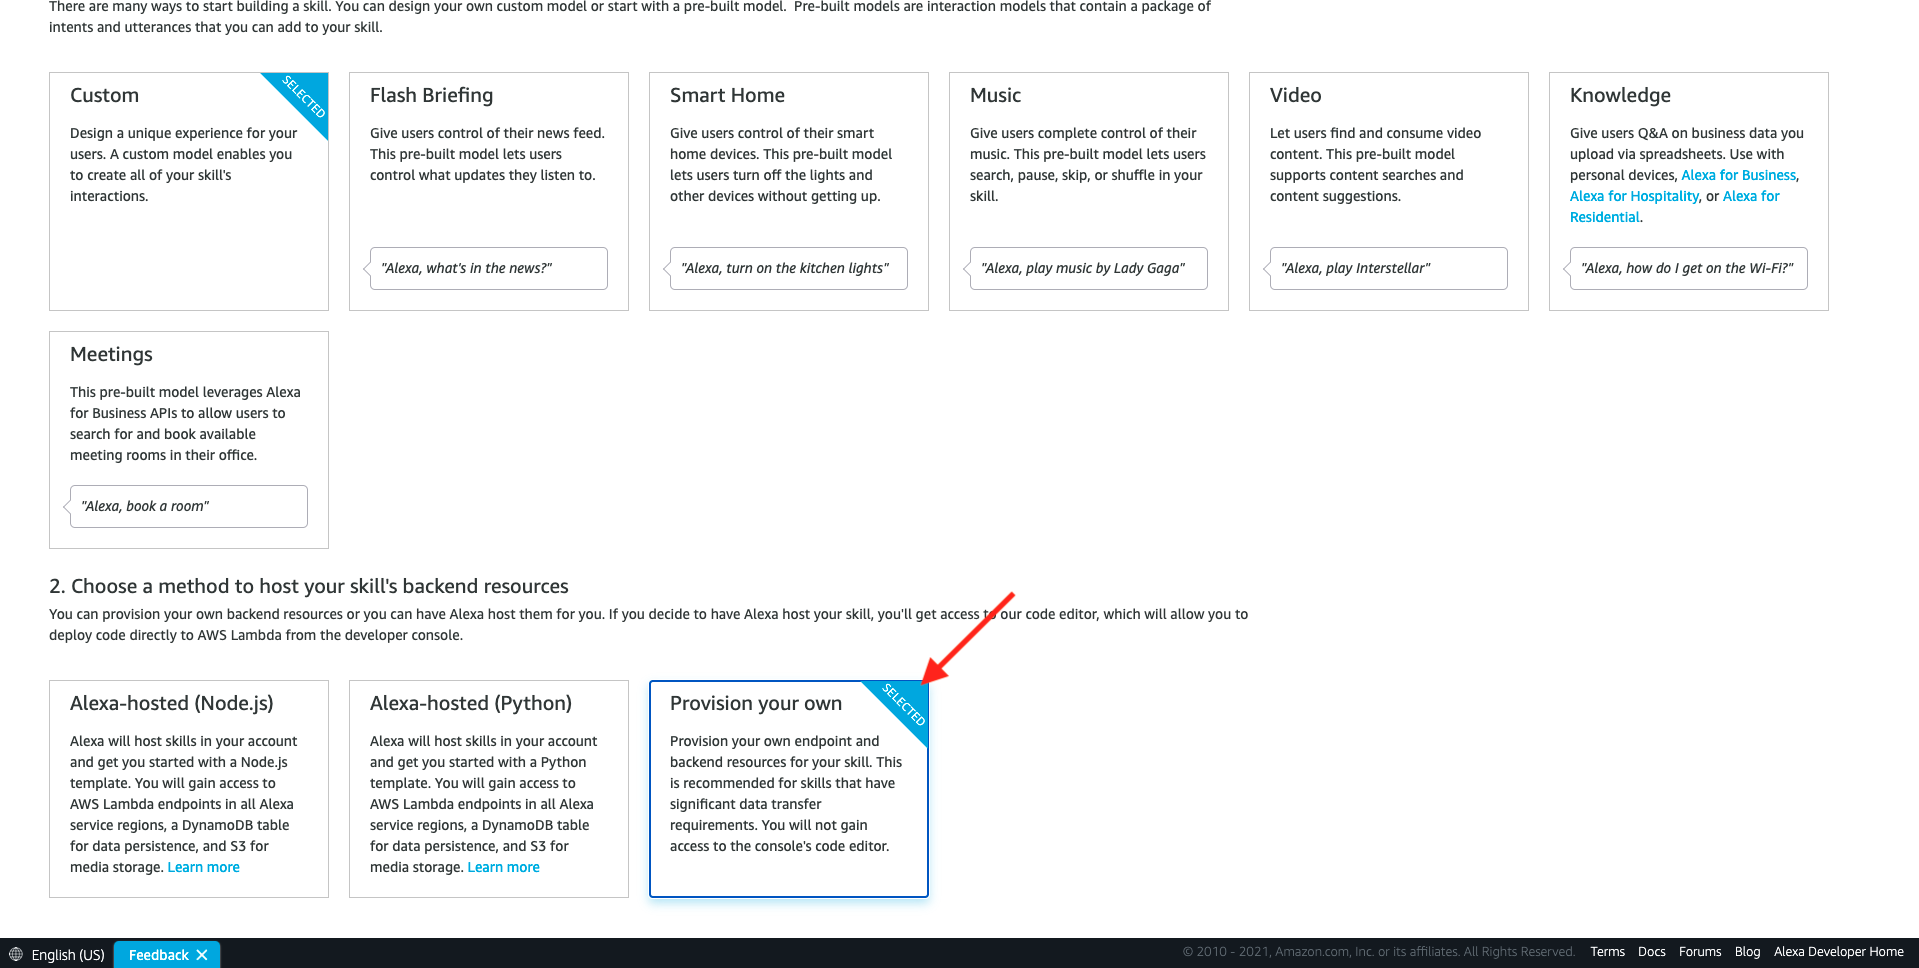 There are many ways to start building a skill. You can design your own custom model or start with a pre-built model.  Pre-built models are interaction models that contain a package of
intents and utterances that you can add to your skill.
Custom
SELECTED
Design a unique experience for your
users. A custom model enables you
to create all of your skill's
interactions.
Flash Briefing
Give users control of their news feed.
This pre-built model lets users
control what updates they listen to.
"Alexa, what's in the news?"
Smart Home
Give users control of their smart
home devices. This pre-built model
lets users turn off the lights and
other devices without getting up.
"Alexa, turn on the kitchen lights"
Music
Give users complete control of their
music. This pre-built model lets users
search, pause, skip, or shuffle in your
skill.
"Alexa, play music by Lady Gaga"
Video
Let users find and consume video
content. This pre-built model
supports content searches and
content suggestions.
"Alexa, play Interstellar"
Knowledge
Give users Q&A on business data you
upload via spreadsheets. Use with
personal devices, Alexa for Business,
Alexa for Hospitality, or Alexa for
Residential.
"Alexa, how do I get on the Wi-Fi?"
Meetings
This pre-built model leverages Alexa
for Business APIs to allow users to
search for and book available
meeting rooms in their office.
"Alexa, book a room"
2. Choose a method to host your skill's backend resources
You can provision your own backend resources or you can have Alexa host them for you. If you decide to have Alexa host your skill, you'll get access to our code editor, which will allow you to
deploy code directly to AWS Lambda from the developer console.
Alexa-hosted (Node.js)
Alexa will host skills in your account
and get you started with a Node.js
template. You will gain access to
AWS Lambda endpoints in all Alexa
service regions, a DynamoDB table
for data persistence, and S3 for
media storage. Learn more
Alexa-hosted (Python)
Alexa will host skills in your account
and get you started with a Python
template. You will gain access to
AWS Lambda endpoints in all Alexa
service regions, a DynamoDB table
for data persistence, and S3 for
media storage. Learn more
Provision your own
SELECTED
Provision your own endpoint and
backend resources for your skill. This
is recommended for skills that have
significant data transfer
requirements. You will not gain
access to the console's code editor.
English (US)
Feedback
© 2010 - 2021, Amazon.com, Inc. or its affiliates. All Rights Reserved.
Terms
Docs
Forums
Blog
Alexa Developer Home